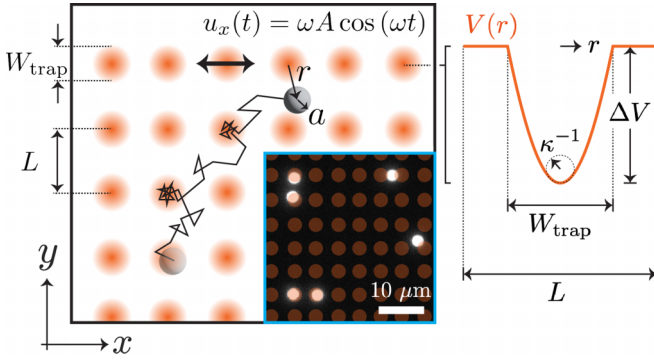 u_x(t) = ωA cos (ωt)
W_trap
r
a
L
y
x
10 μm
V(r)
r
ΔV
κ⁻¹
W_trap
L